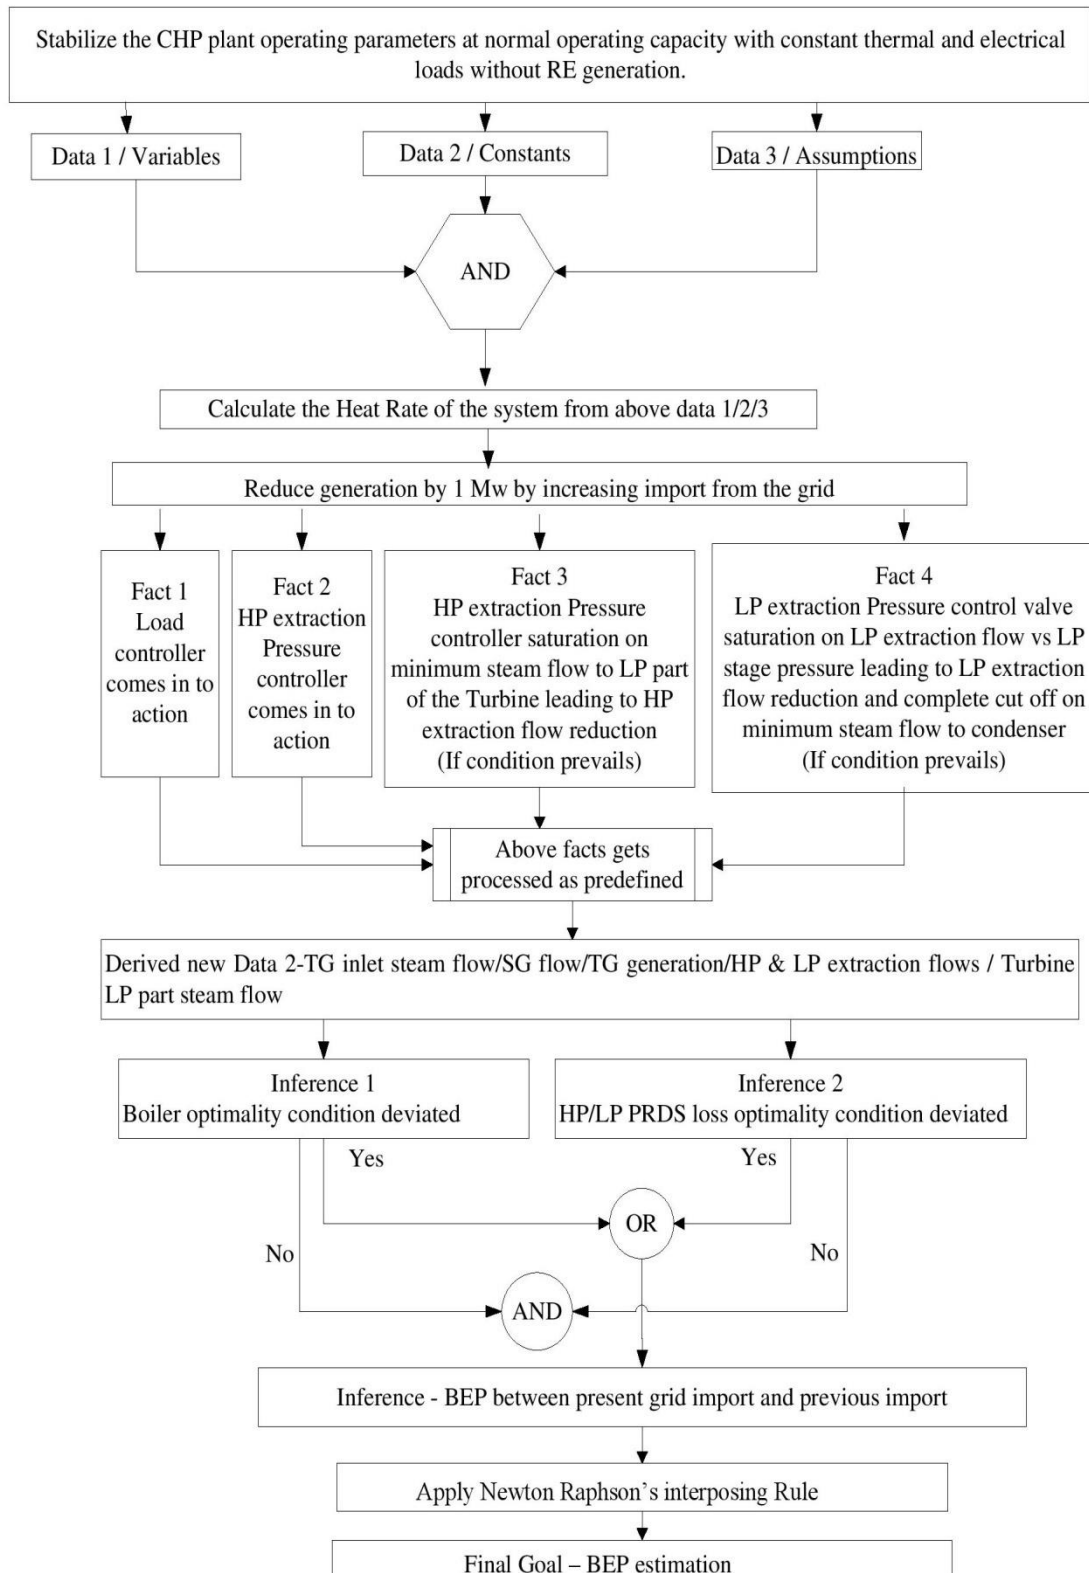 Stabilize the CHP plant operating parameters at normal operating capacity with constant thermal and electrical
loads without RE generation.
Data 1 / Variables
Data 2 / Constants
Data 3 / Assumptions
AND
Calculate the Heat Rate of the system from above data 1/2/3
Reduce generation by 1 Mw by increasing import from the grid
Fact 1
Load
controller
comes in to
action
Fact 2
HP extraction
Pressure
controller
comes in to
action
Fact 3
HP extraction Pressure
controller saturation on
minimum steam flow to LP part
of the Turbine leading to HP
extraction flow reduction
(If condition prevails)
Fact 4
LP extraction Pressure control valve
saturation on LP extraction flow vs LP
stage pressure leading to LP extraction
flow reduction and complete cut off on
minimum steam flow to condenser
(If condition prevails)
Above facts gets
processed as predefined
Derived new Data 2-TG inlet steam flow/SG flow/TG generation/HP & LP extraction flows / Turbine
LP part steam flow
Inference 1
Boiler optimality condition deviated
Inference 2
HP/LP PRDS loss optimality condition deviated
Yes
Yes
OR
No
No
AND
Inference - BEP between present grid import and previous import
Apply Newton Raphson's interposing Rule
Final Goal – BEP estimation